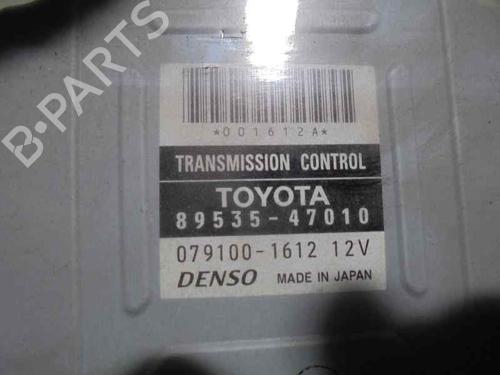 *001612A*
TRANSMISSION CONTROL
TOYOTA
89535-47010
079100-1612 12V
DENSO MADE IN JAPAN
B-PARTS